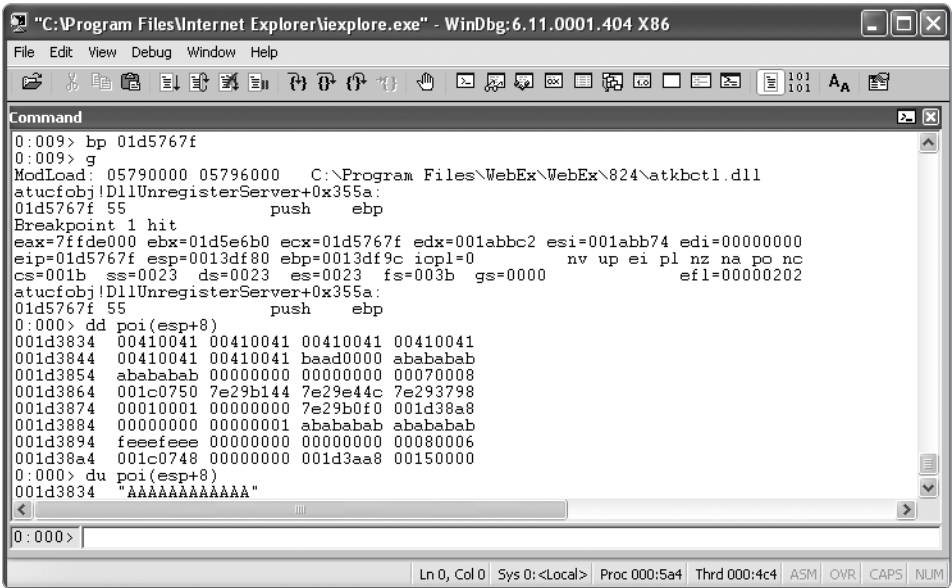 "C:\Program Files\Internet Explorer\iexplore.exe" - WinDbg:6.11.0001.404 X86
File Edit View Debug Window Help
101
101
AA
Command
0:009> bp 01d5767f
0:009> g
ModLoad: 05790000 05796000   C:\Program Files\WebEx\WebEx\824\atkbctl.dll
atucfobj!DllUnregisterServer+0x355a:
01d5767f 55              push    ebp
Breakpoint 1 hit
eax=7ffde000 ebx=01d5e6b0 ecx=01d5767f edx=001abbc2 esi=001abb74 edi=00000000
eip=01d5767f esp=0013df80 ebp=0013df9c iopl=0         nv up ei pl nz na po nc
cs=001b  ss=0023  ds=0023  es=0023  fs=003b  gs=0000             efl=00000202
atucfobj!DllUnregisterServer+0x355a:
01d5767f 55              push    ebp
0:000> dd poi(esp+8)
001d3834  00410041 00410041 00410041 00410041
001d3844  00410041 00410041 baad0000 abababab
001d3854  abababab 00000000 00000000 00070008
001d3864  001c0750 7e29b144 7e29e44c 7e293798
001d3874  00010001 00000000 7e29b0f0 001d38a8
001d3884  00000000 00000001 abababab abababab
001d3894  feeefeee 00000000 00000000 00080006
001d38a4  001c0748 00000000 001d3aa8 00150000
0:000> du poi(esp+8)
001d3834  "AAAAAAAAAAAA"
0:000>
Ln 0, Col 0 Sys 0:<Local> Proc 000:5a4 Thrd 000:4c4 ASM OVR CAPS NUM